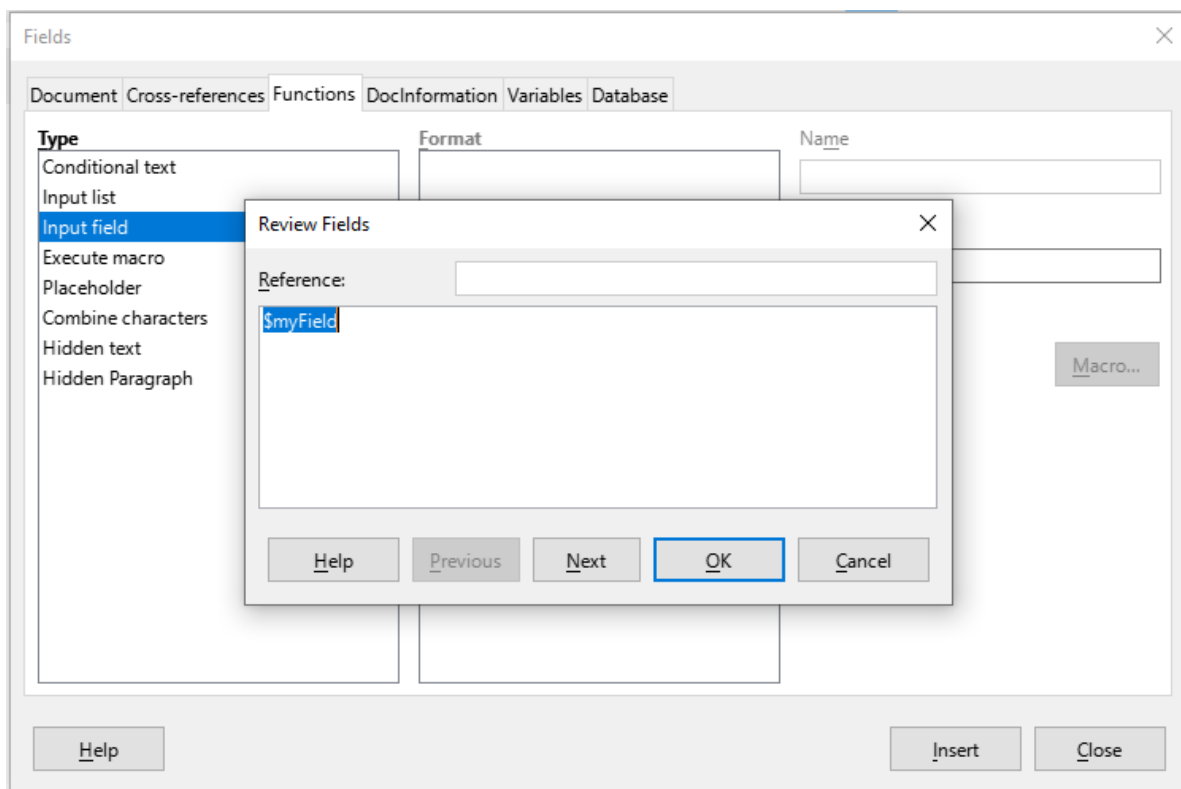 Fields
Document Cross-references Functions DocInformation Variables Database
Type Format Name
Conditional text
Input list
Input field
Execute macro
Placeholder
Combine characters
Hidden text
Hidden Paragraph
Review Fields
Reference:
$myField
Macro...
Help Previous Next OK Cancel
Help Insert Close